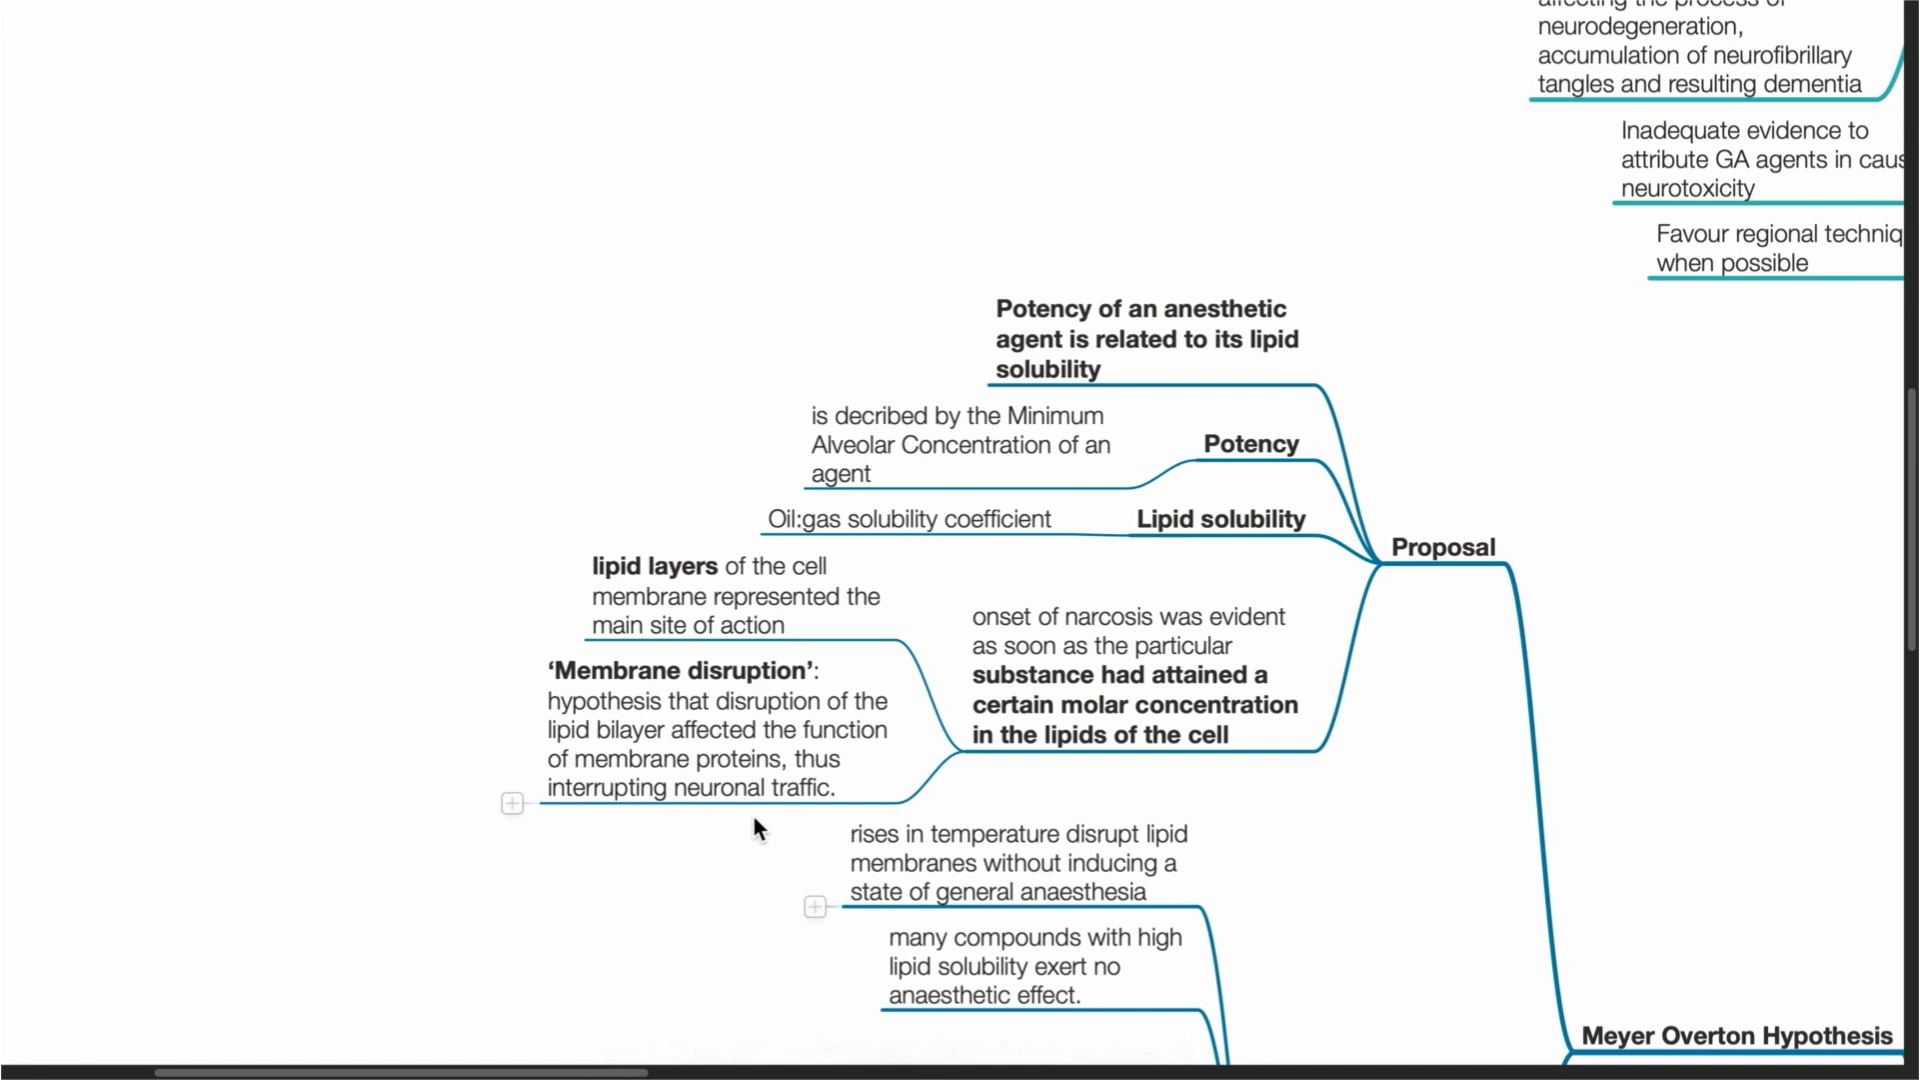 affecting the process of
neurodegeneration,
accumulation of neurofibrillary
tangles and resulting dementia
Inadequate evidence to
attribute GA agents in
neurotoxicity
Favour regional
when possible
Potency of an anesthetic
agent is related to its lipid
solubility
is decribed by the Minimum
Alveolar Concentration of an
agent
Potency
Oil:gas solubility coefficient
Lipid solubility
Proposal
lipid layers of the cell
membrane represented the
main site of action
'Membrane disruption':
hypothesis that disruption of the
lipid bilayer affected the function
of membrane proteins, thus
interrupting neuronal traffic.
onset of narcosis was evident
as soon as the particular
substance had attained a
certain molar concentration
in the lipids of the cell
rises in temperature disrupt lipid
membranes without inducing a
state of general anaesthesia
many compounds with high
lipid solubility exert no
anaesthetic effect.
Meyer Overton Hypothesis